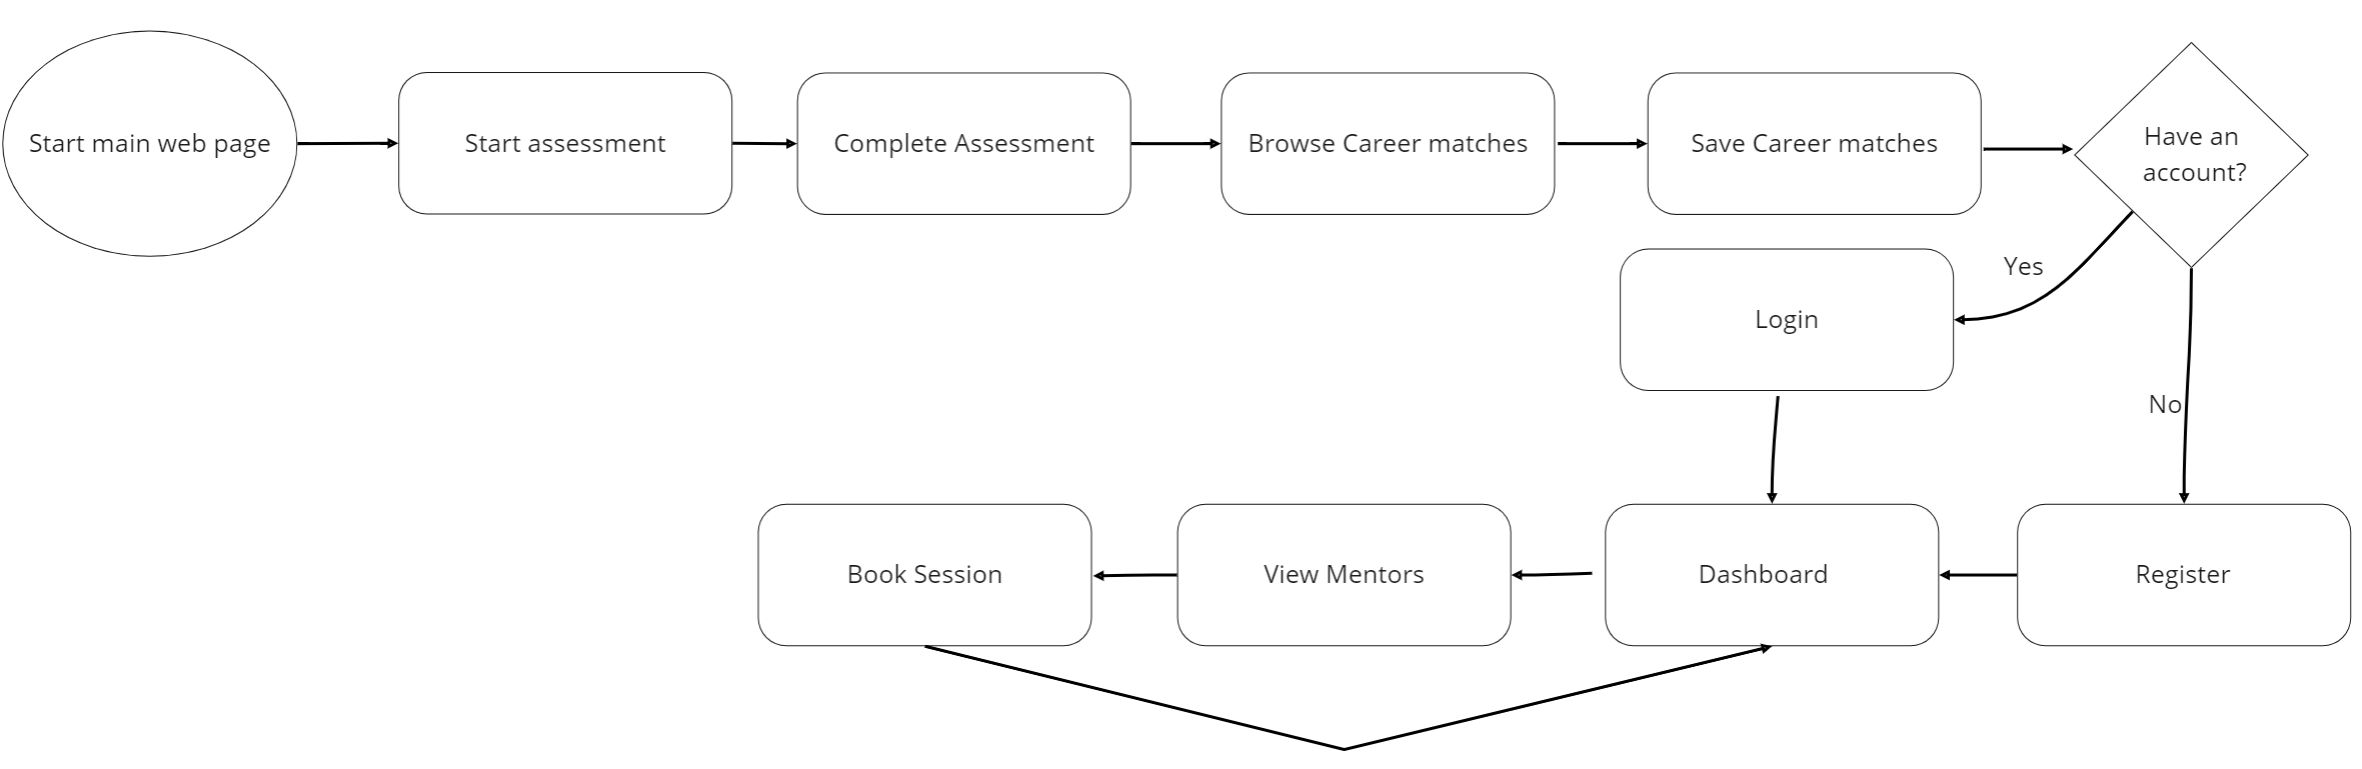 Start main web page
Start assessment
Complete Assessment
Browse Career matches
Save Career matches
Have an
account?
Yes
Login
No
Book Session
View Mentors
Dashboard
Register